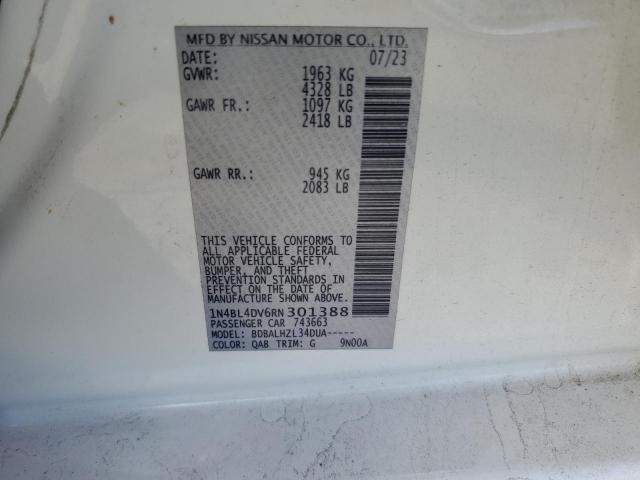 MFD BY NISSAN MOTOR CO., LTD.
DATE: 07/23
GVWR: 1963 KG
4328 LB
GAWR FR.: 1097 KG
2418 LB
GAWR RR.: 945 KG
2083 LB
THIS VEHICLE CONFORMS TO
ALL APPLICABLE FEDERAL
MOTOR VEHICLE SAFETY,
BUMPER, AND THEFT
PREVENTION STANDARDS IN
EFFECT ON THE DATE OF
MANUFACTURE SHOWN ABOVE.
1N4BL4DV6RN301388
PASSENGER CAR 743663
MODEL: BDBALHZL34DUA-----
COLOR: QAB TRIM: G 9N00A